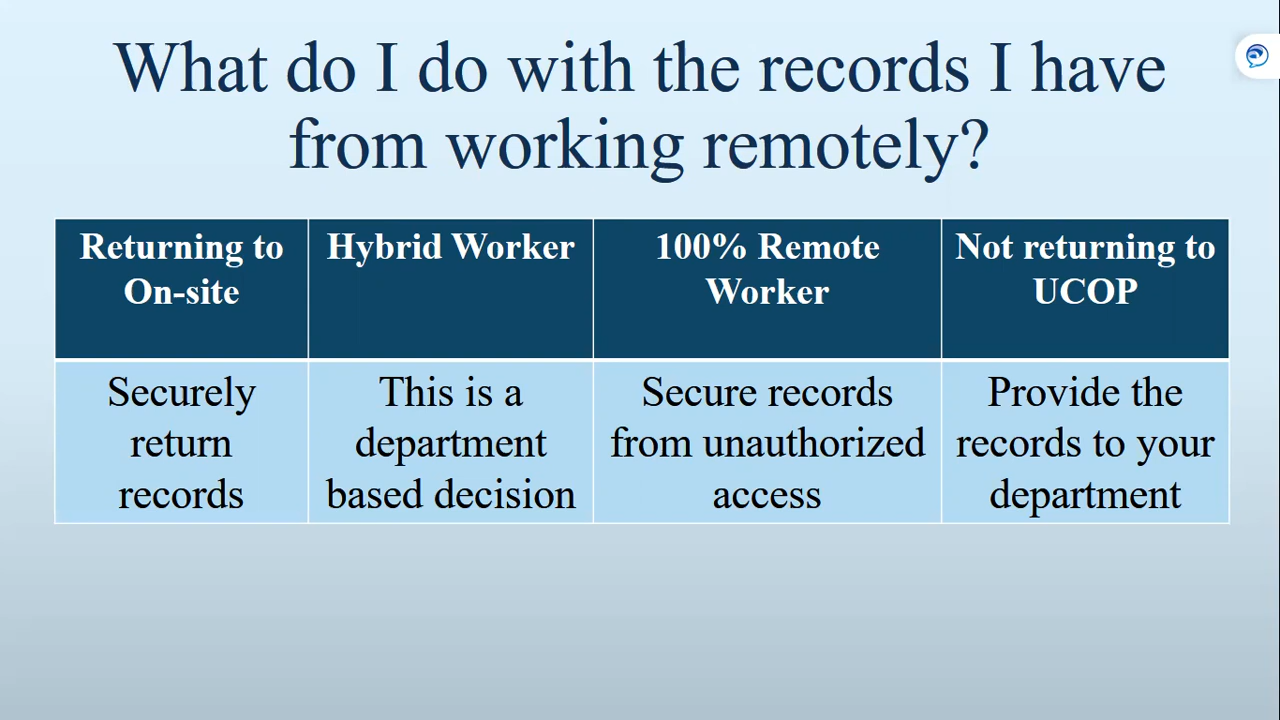 What do I do with the records I have
from working remotely?
Returning to
On-site
Hybrid Worker
100% Remote
Worker
Not returning to
UCOP
Securely
return
records
This is a
department
based decision
Secure records
from unauthorized
access
Provide the
records to your
department